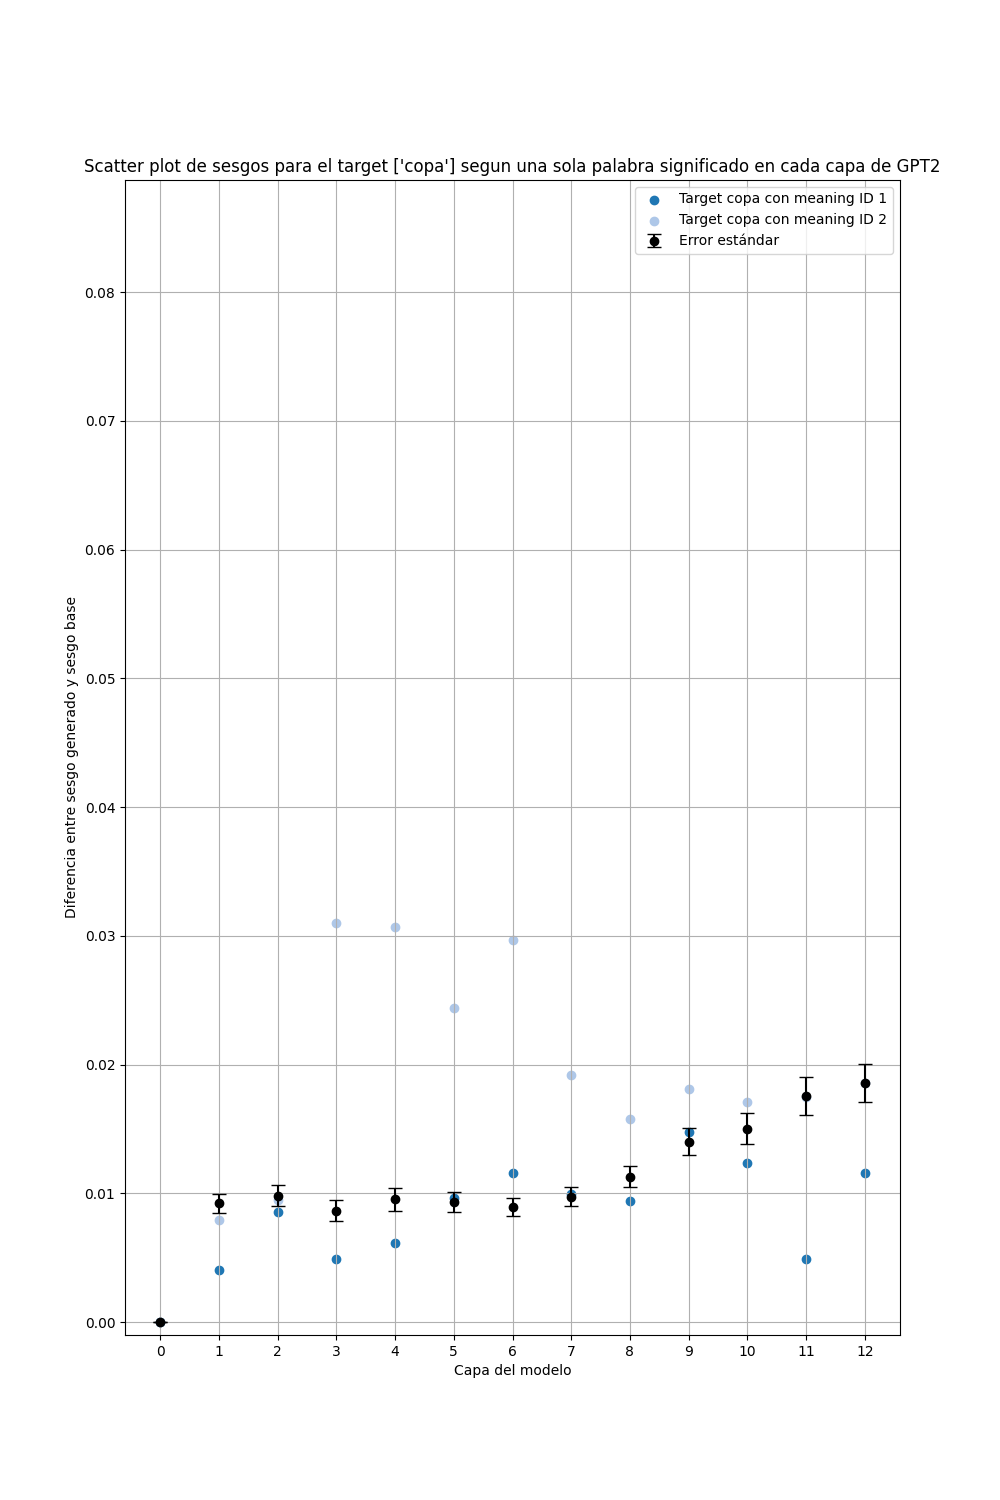 Scatter plot de sesgos para el target ['copa'] segun una sola palabra significado en cada capa de GPT2
Target copa con meaning ID 1
Target copa con meaning ID 2
Error estándar
0.08
0.07
0.06
0.05
0.04
0.03
0.02
0.01
0.00
Diferencia entre sesgo generado y sesgo base
0 1 2 3 4 5 6 7 8 9 10 11 12
Capa del modelo